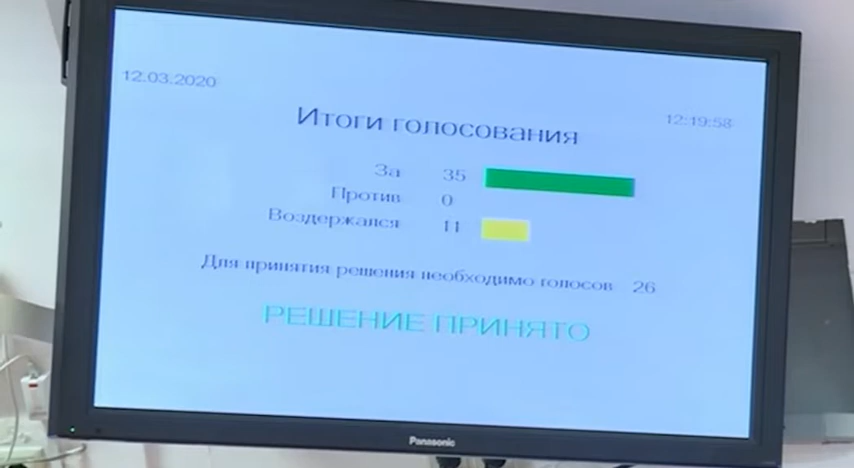 12.03.2020
12:19:58
Итоги голосования
За 35
Против 0
Воздержался 11
Для принятия решения необходимо голосов 26
РЕШЕНИЕ ПРИНЯТО
Panasonic